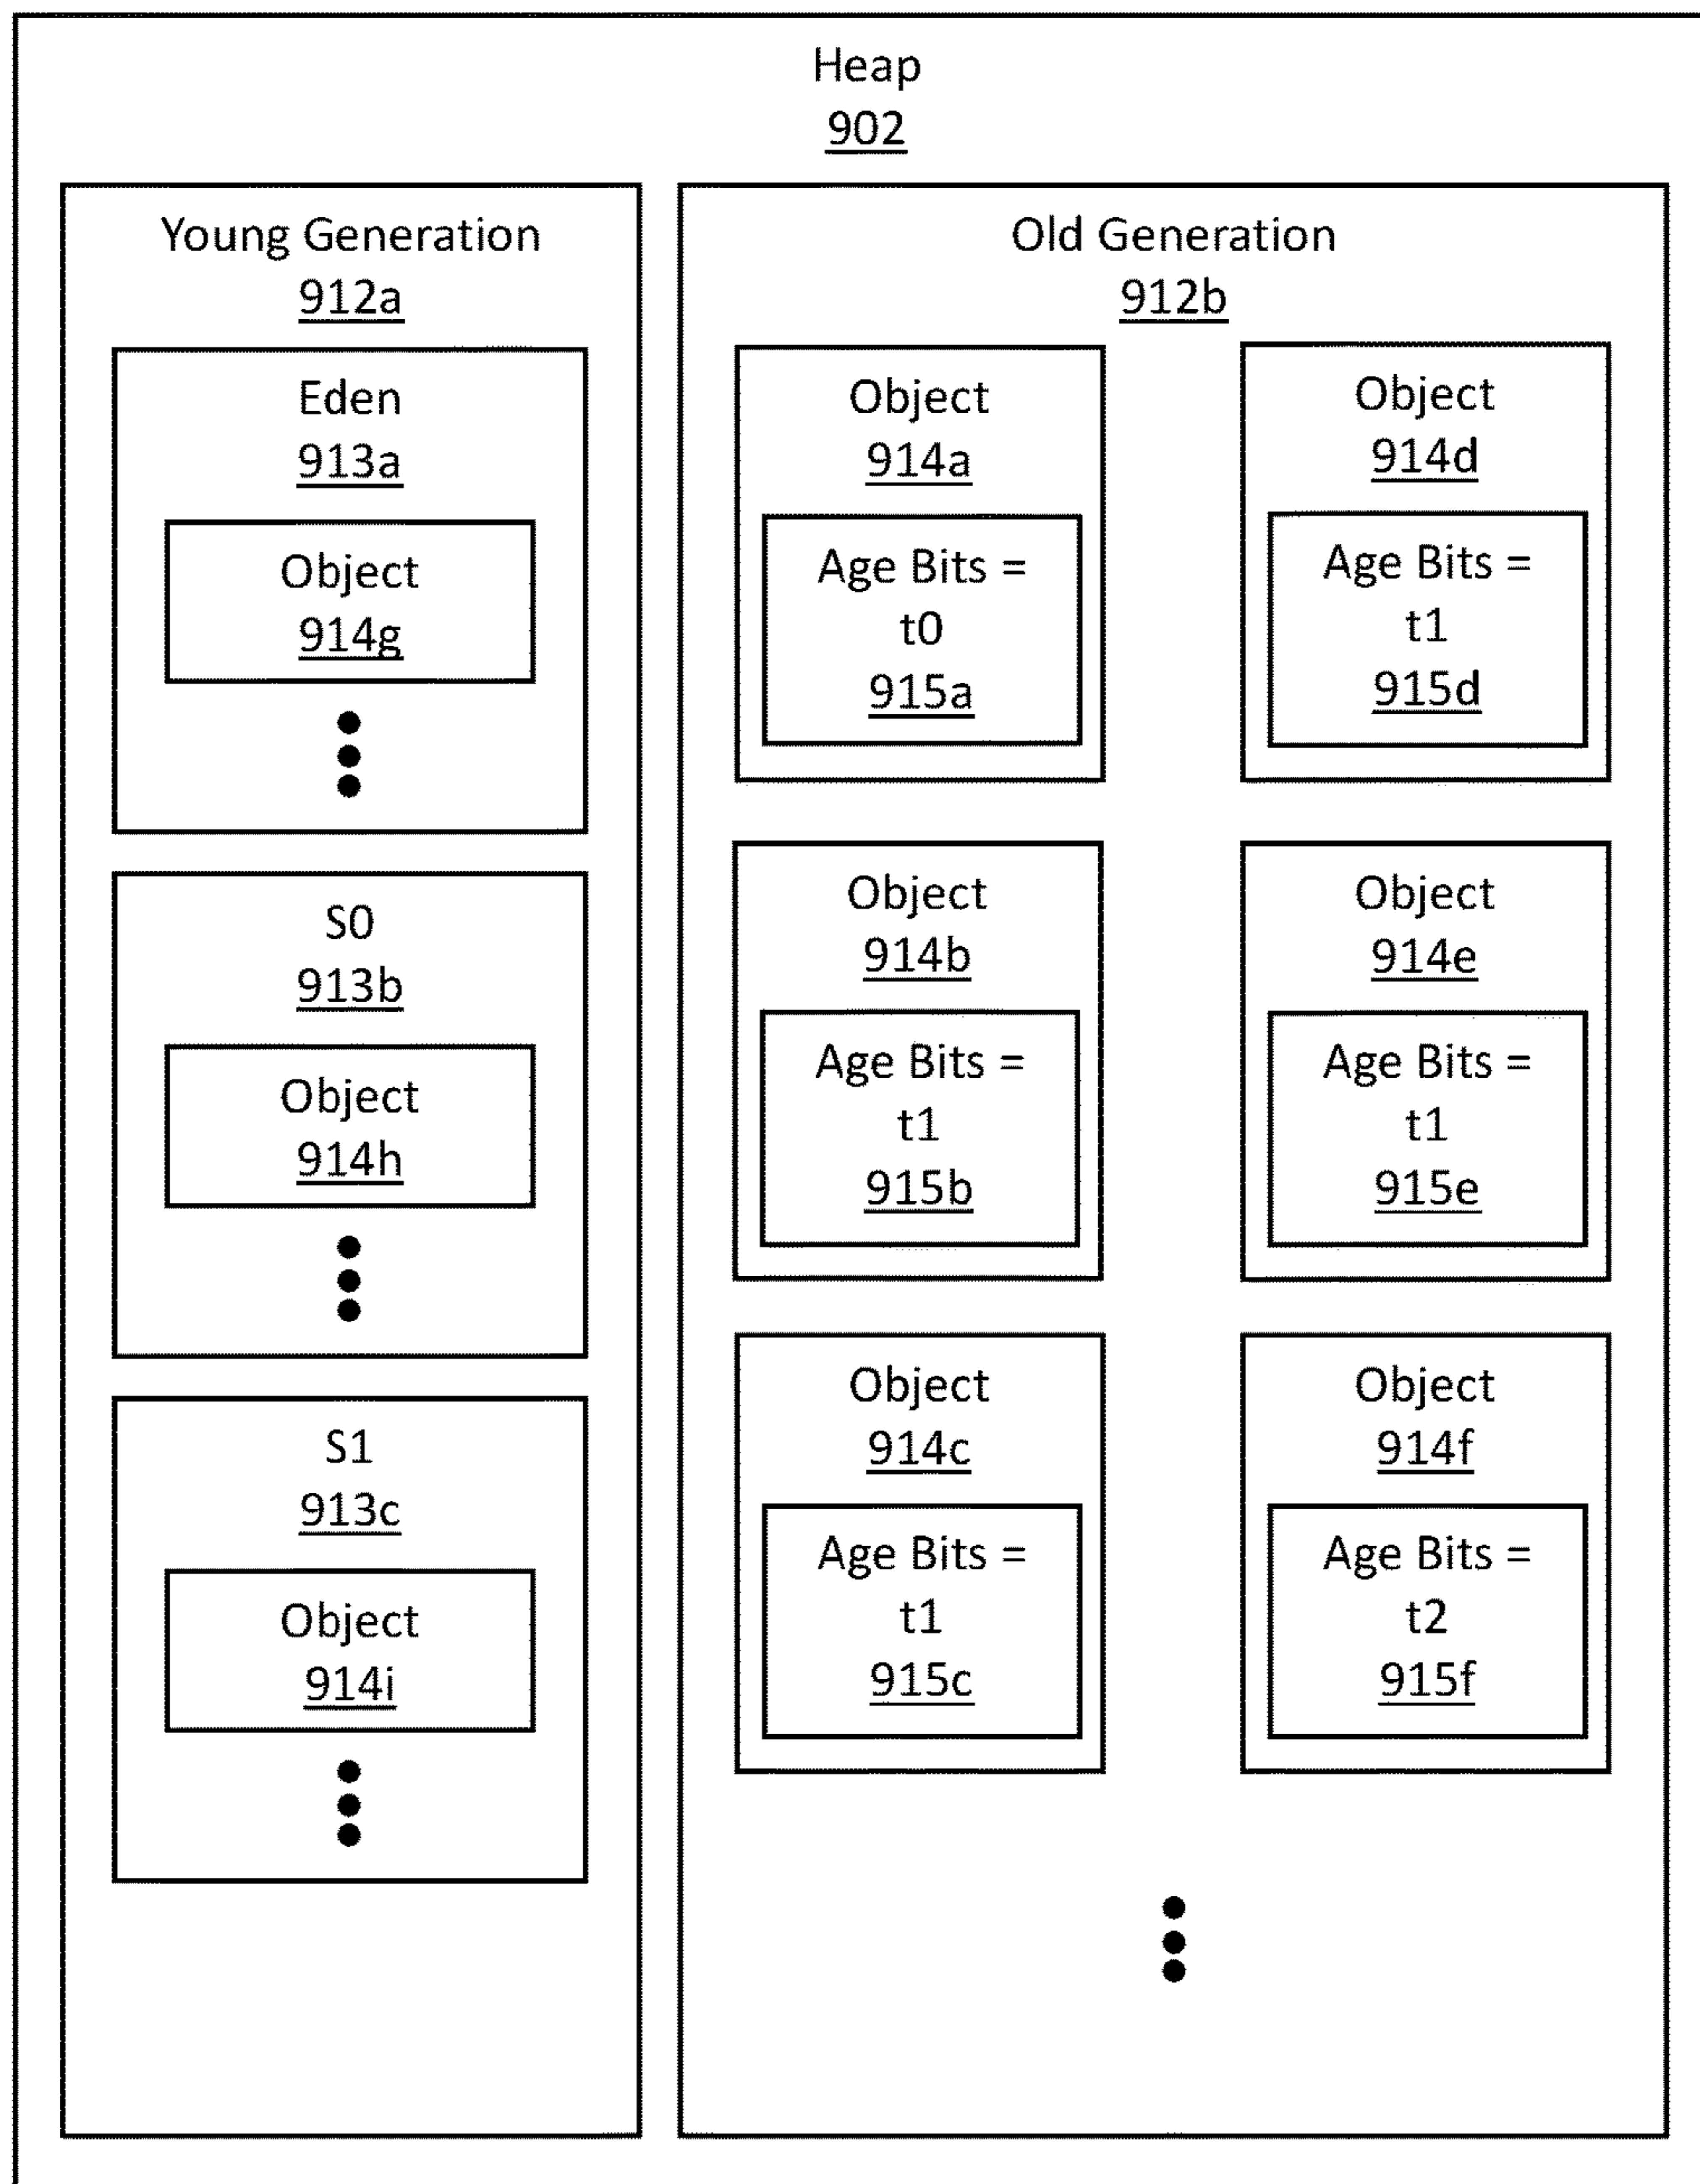 Heap
902
Young Generation
912a
Eden
913a
Object
914g
S0
913b
Object
914h
S1
913c
Object
914i
Old Generation
912b
Object
914a
Age Bits =
t0
915a
Object
914b
Age Bits =
t1
915b
Object
914c
Age Bits =
t1
915c
Object
914d
Age Bits =
t1
915d
Object
914e
Age Bits =
t1
915e
Object
914f
Age Bits =
t2
915f